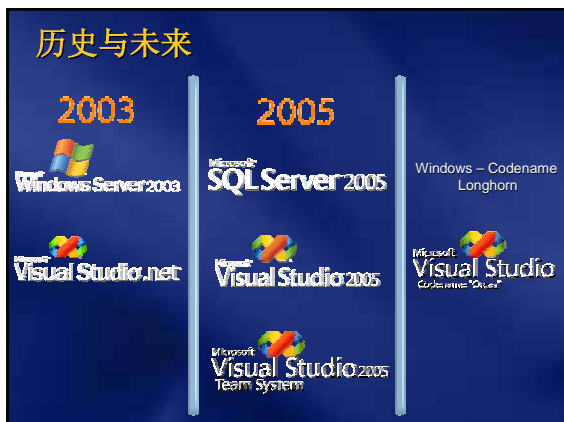 历史与未来
2003
Microsoft
Windows Server 2003
Microsoft
Visual Studio.net
2005
Microsoft
SQL Server 2005
Microsoft
Visual Studio 2005
Microsoft
Visual Studio 2005
Team System
Windows – Codename
Longhorn
Microsoft
Visual Studio
Codename "Orcas"